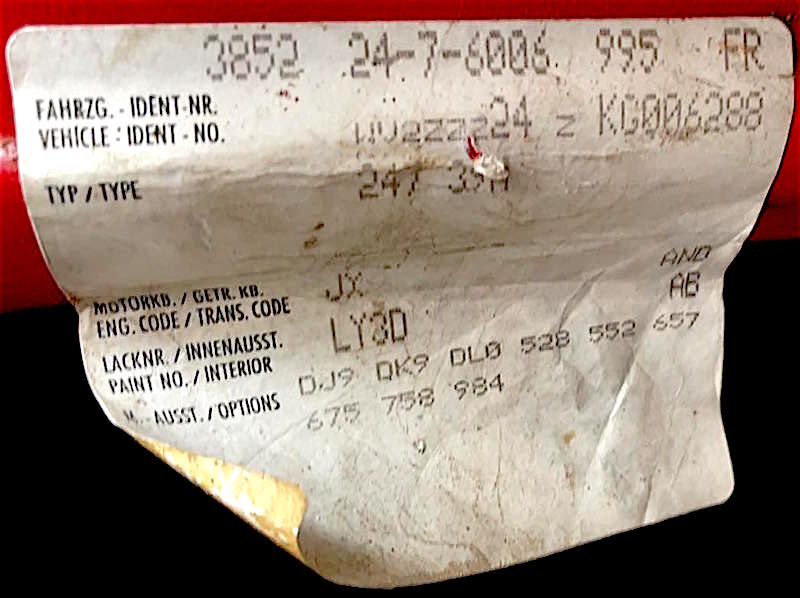 3852 24-7-6006 995 FR
FAHRZG. - IDENT-NR.
VEHICLE - IDENT - NO. WV2ZZZ24 Z KG006288
TYP / TYPE 247
MOTORKB. / GETR. KB. JX AND
ENG. CODE / TRANS. CODE AB
LACKNR. / INNENAUSST. LY3D
PAINT NO. / INTERIOR
DJ9 DK9 DL0 528 552 657
M.- AUSST. / OPTIONS 675 758 984
9